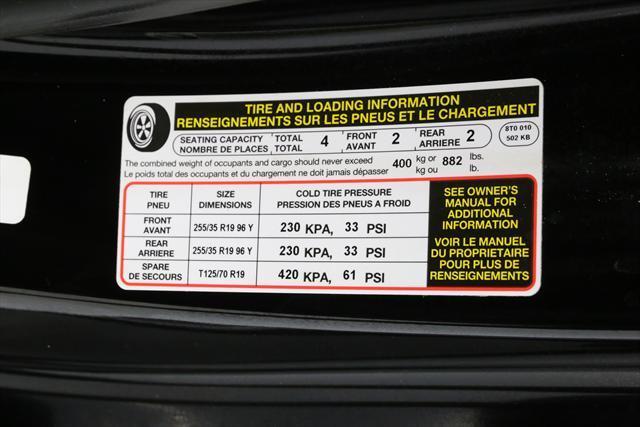 TIRE AND LOADING INFORMATION
RENSEIGNEMENTS SUR LES PNEUS ET LE CHARGEMENT
SEATING CAPACITY TOTAL 4 FRONT 2 REAR 2
NOMBRE DE PLACES TOTAL AVANT ARRIERE
8T0 010
502 KB
The combined weight of occupants and cargo should never exceed 400 kg or 882 lbs.
Le poids total des occupants et du chargement ne doit jamais dépasser kg ou lb.
TIRE
PNEU
SIZE
DIMENSIONS
COLD TIRE PRESSURE
PRESSION DES PNEUS A FROID
FRONT
AVANT
255/35 R19 96 Y
230 KPA, 33 PSI
REAR
ARRIERE
255/35 R19 96 Y
230 KPA, 33 PSI
SPARE
DE SECOURS
T125/70 R19
420 KPA, 61 PSI
SEE OWNER'S
MANUAL FOR
ADDITIONAL
INFORMATION
VOIR LE MANUEL
DU PROPRIETAIRE
POUR PLUS DE
RENSEIGNEMENTS